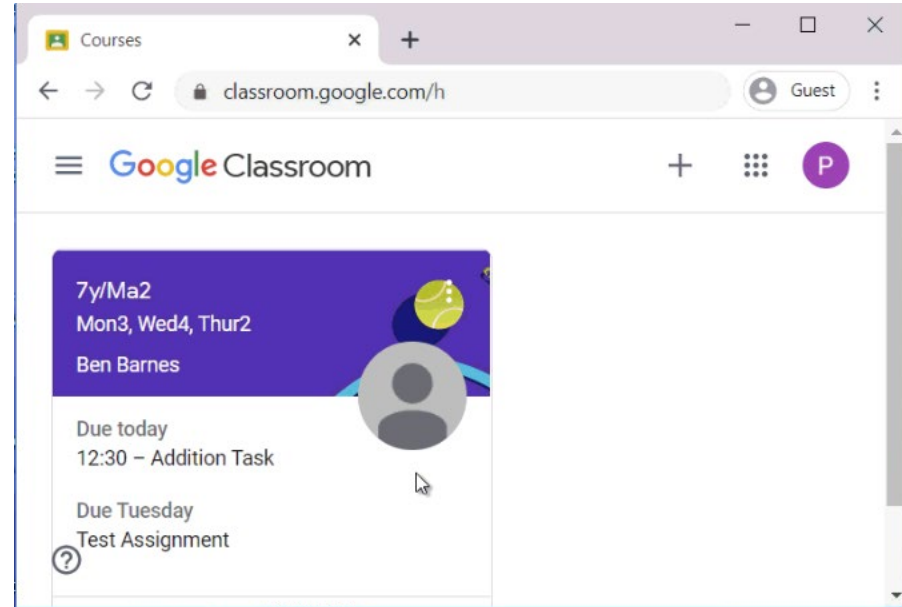 Courses
classroom.google.com/h
Guest
Google Classroom
P
7y/Ma2
Mon3, Wed4, Thur2
Ben Barnes
Due today
12:30 – Addition Task
Due Tuesday
Test Assignment